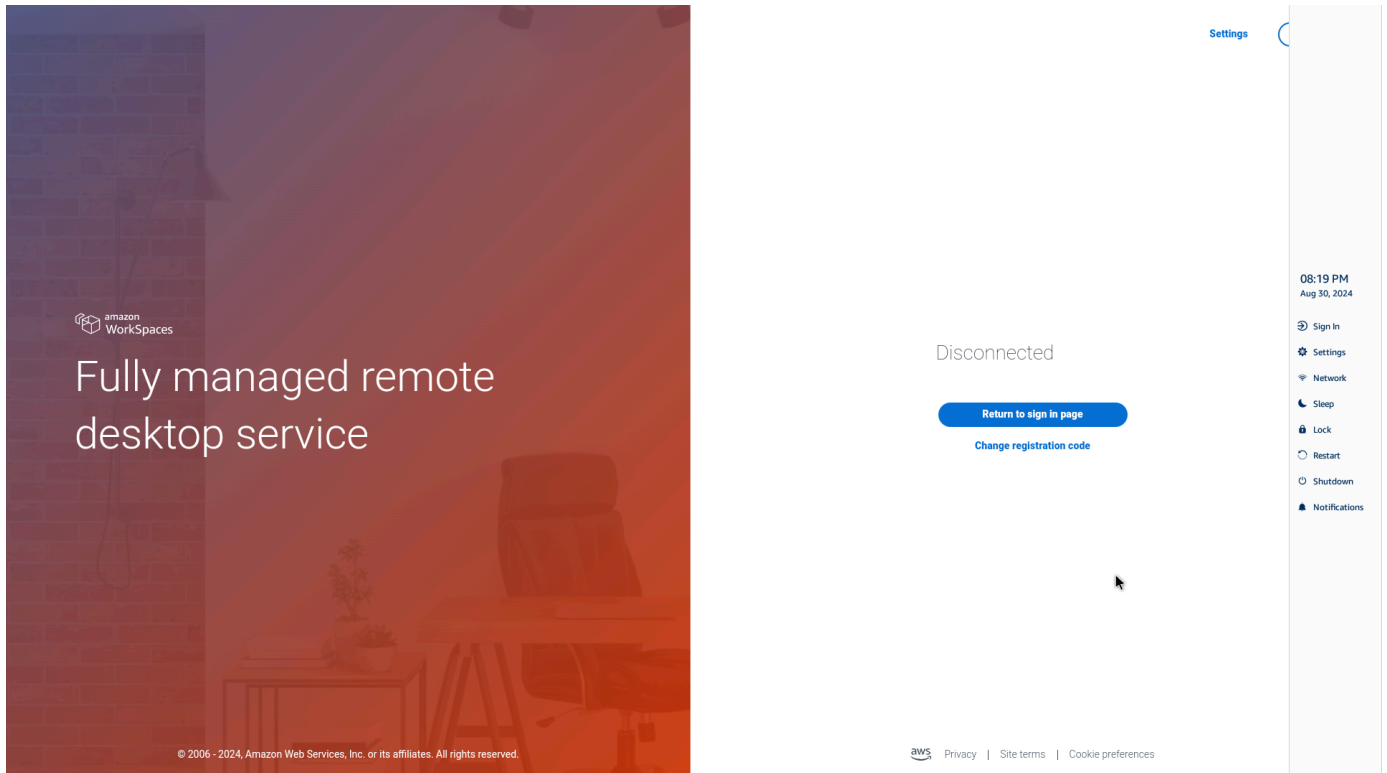 amazon
WorkSpaces
Fully managed remote
desktop service
© 2006 - 2024, Amazon Web Services, Inc. or its affiliates. All rights reserved.
Settings
Disconnected
Return to sign in page
Change registration code
aws Privacy | Site terms | Cookie preferences
08:19 PM
Aug 30, 2024
Sign In
Settings
Network
Sleep
Lock
Restart
Shutdown
Notifications